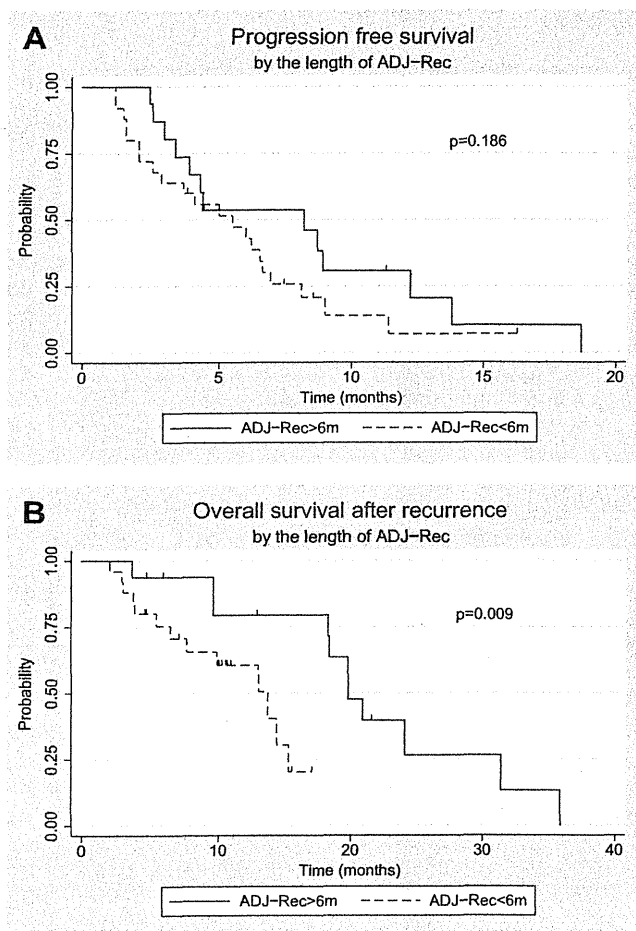 A
Progression free survival
by the length of ADJ-Rec
1.00
0.75
0.50
0.25
0.00
Probability
p=0.186
0 5 10 15 20
Time (months)
ADJ-Rec>6m ADJ-Rec<6m
B
Overall survival after recurrence
by the length of ADJ-Rec
1.00
0.75
0.50
0.25
0.00
Probability
p=0.009
0 10 20 30 40
Time (months)
ADJ-Rec>6m ADJ-Rec<6m